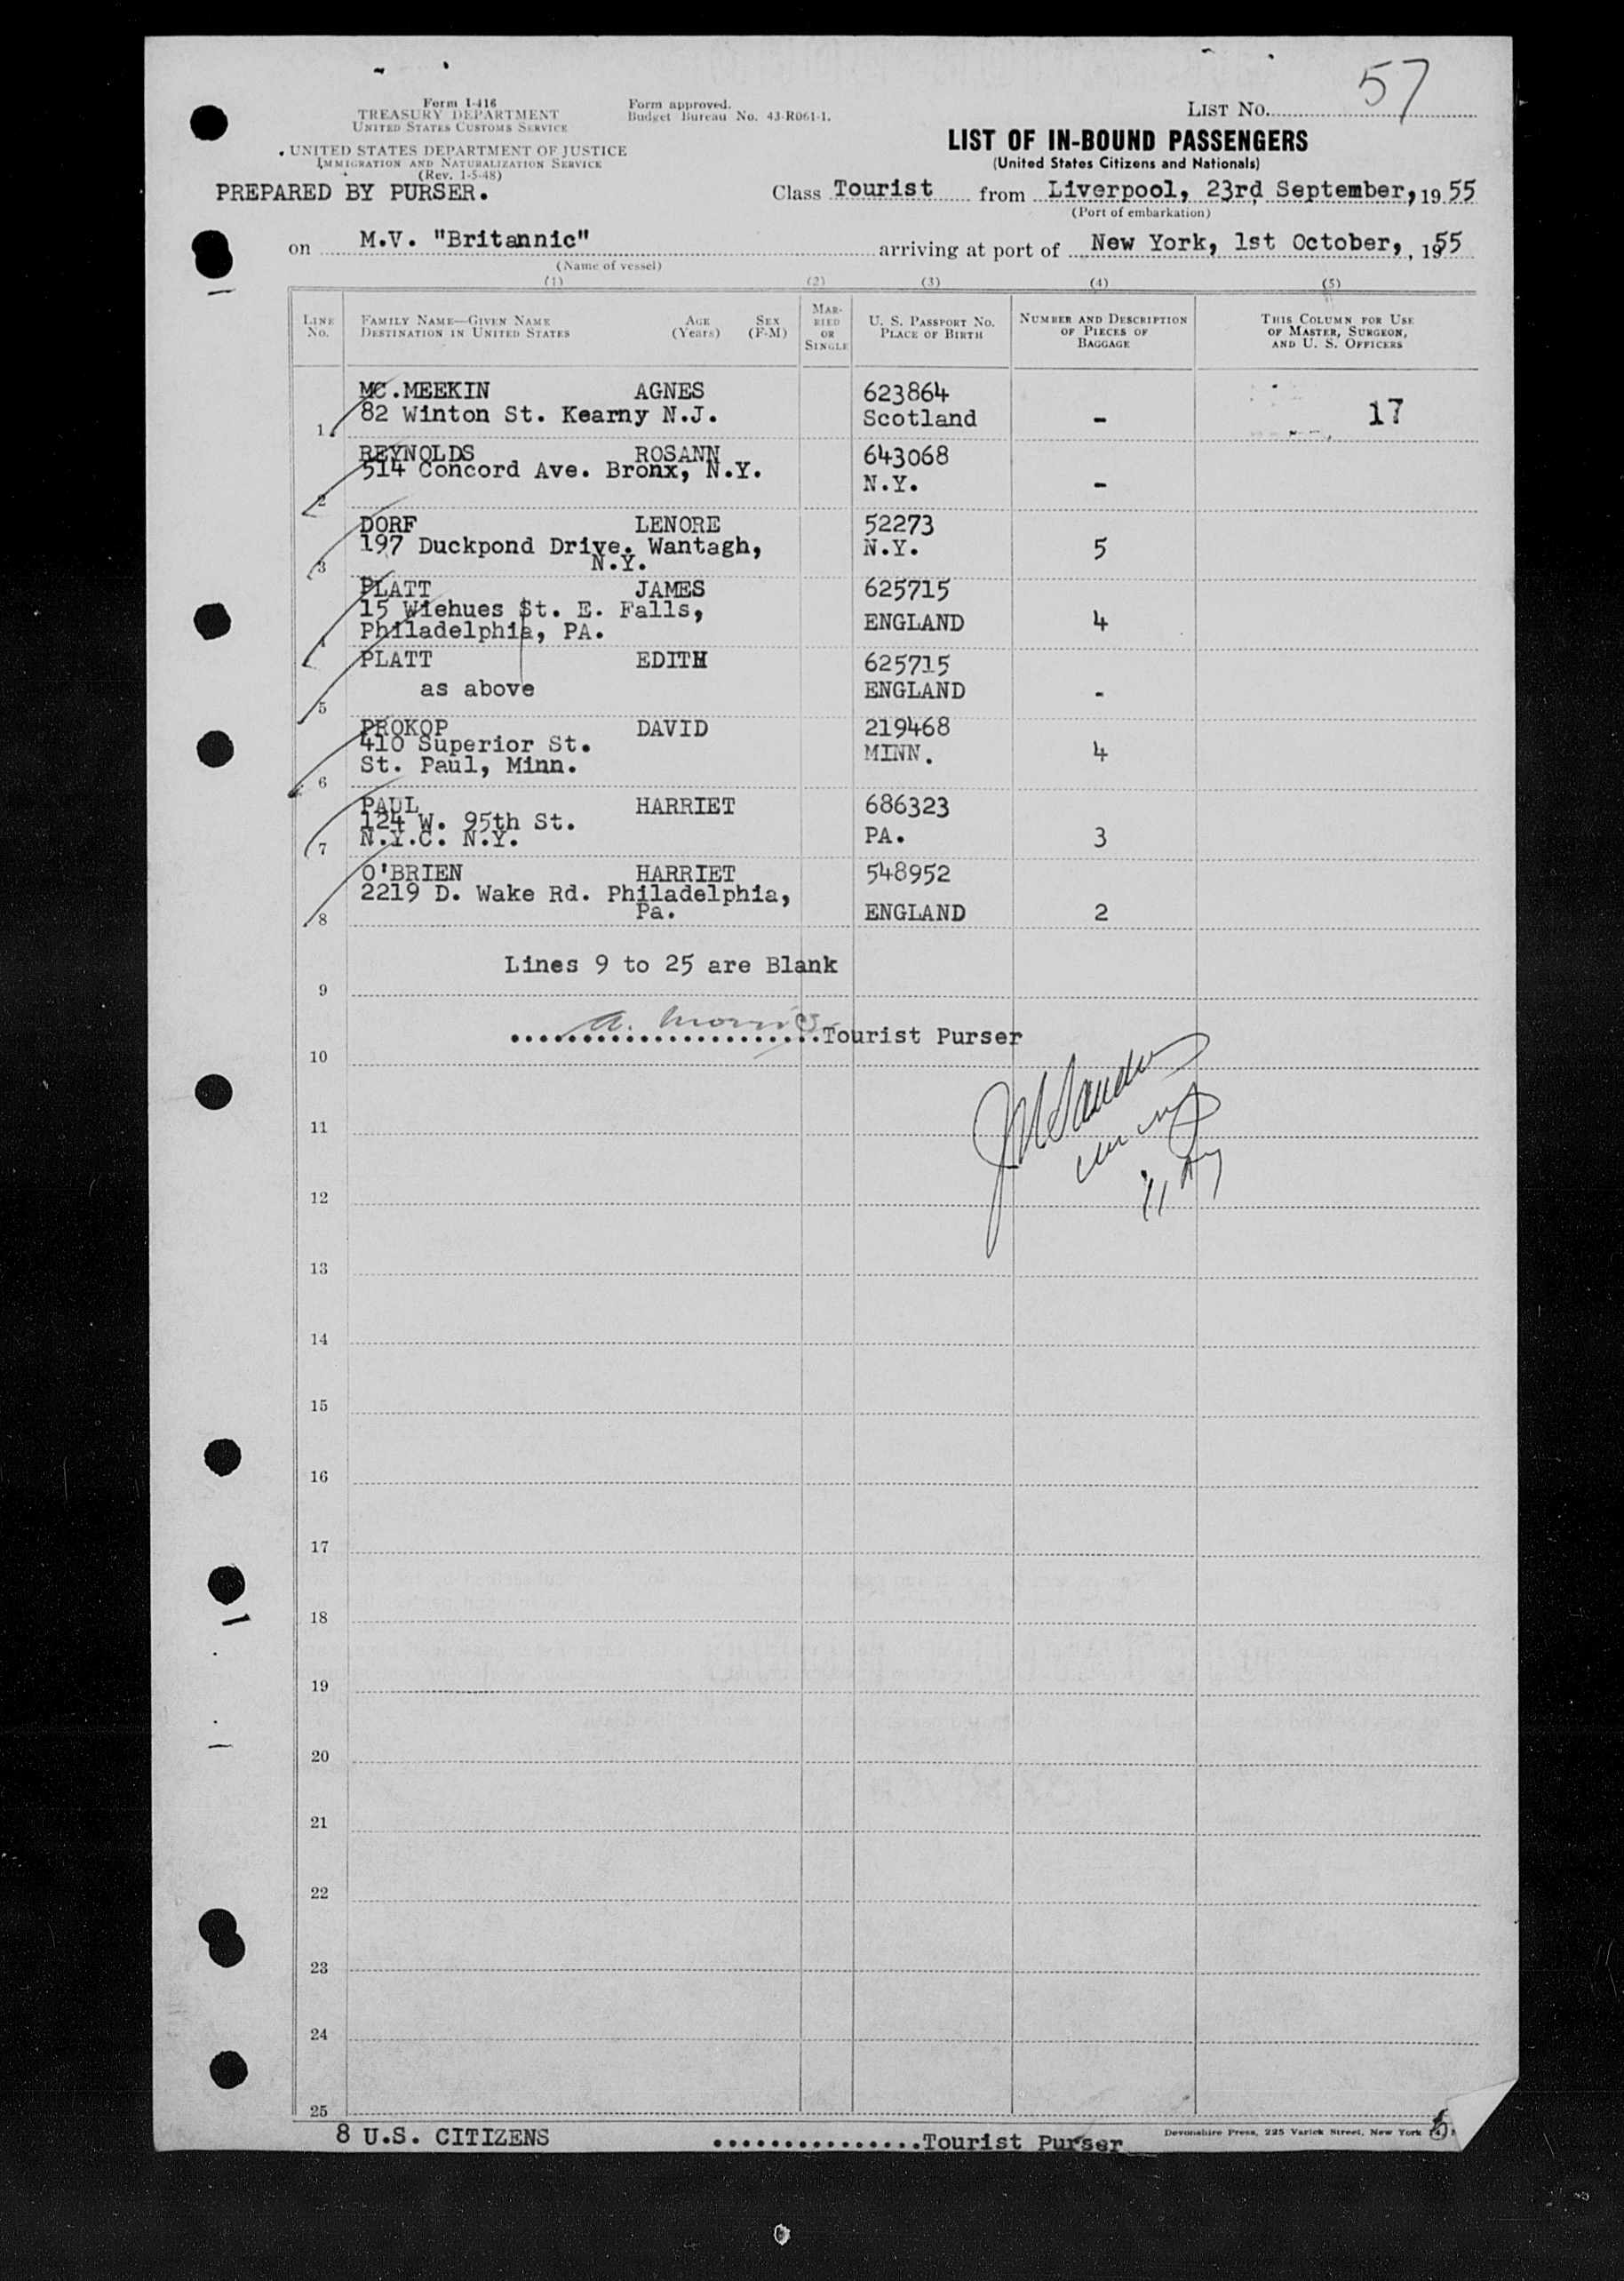 57
Form I-416
TREASURY DEPARTMENT
UNITED STATES CUSTOMS SERVICE
Form approved.
Budget Bureau No. 43-R061-1.
LIST NO.
UNITED STATES DEPARTMENT OF JUSTICE
IMMIGRATION AND NATURALIZATION SERVICE
(Rev. 1-5-48)
LIST OF IN-BOUND PASSENGERS
(United States Citizens and Nationals)
PREPARED BY PURSER.
Class Tourist from Liverpool, 23rd September, 1955
(Port of embarkation)
on M.V. "Britannic" arriving at port of New York, 1st October, , 1955
(Name of vessel)
(1) (2) (3) (4) (5)
LINE NO.
FAMILY NAME—GIVEN NAME
DESTINATION IN UNITED STATES
AGE (Years)
SEX (F-M)
MARRIED OR SINGLE
U. S. PASSPORT NO.
PLACE OF BIRTH
NUMBER AND DESCRIPTION
OF PIECES OF
BAGGAGE
THIS COLUMN FOR USE
OF MASTER, SURGEON,
AND U. S. OFFICERS
MC.MEEKIN AGNES 623864
82 Winton St. Kearny N.J. Scotland - 17
1
REYNOLDS ROSANN 643068
514 Concord Ave. Bronx, N.Y. N.Y. -
2
DORF LENORE 52273
197 Duckpond Drive. Wantagh, N.Y. 5
N.Y.
3
PLATT JAMES 625715
15 Wiehues St. E. Falls, ENGLAND 4
Philadelphia, PA.
4
PLATT EDITH 625715
as above ENGLAND -
5
PROKOP DAVID 219468
410 Superior St. MINN. 4
St. Paul, Minn.
6
PAUL HARRIET 686323
124 W. 95th St. PA. 3
N.Y.C. N.Y.
7
O'BRIEN HARRIET 548952
2219 D. Wake Rd. Philadelphia,
Pa. ENGLAND 2
8
Lines 9 to 25 are Blank
9
A. Morris Tourist Purser
10
11
12
13
14
15
16
17
18
19
20
21
22
23
24
25
8 U.S. CITIZENS
...............Tourist Purser
Devonshire Press, 225 Varick Street, New York